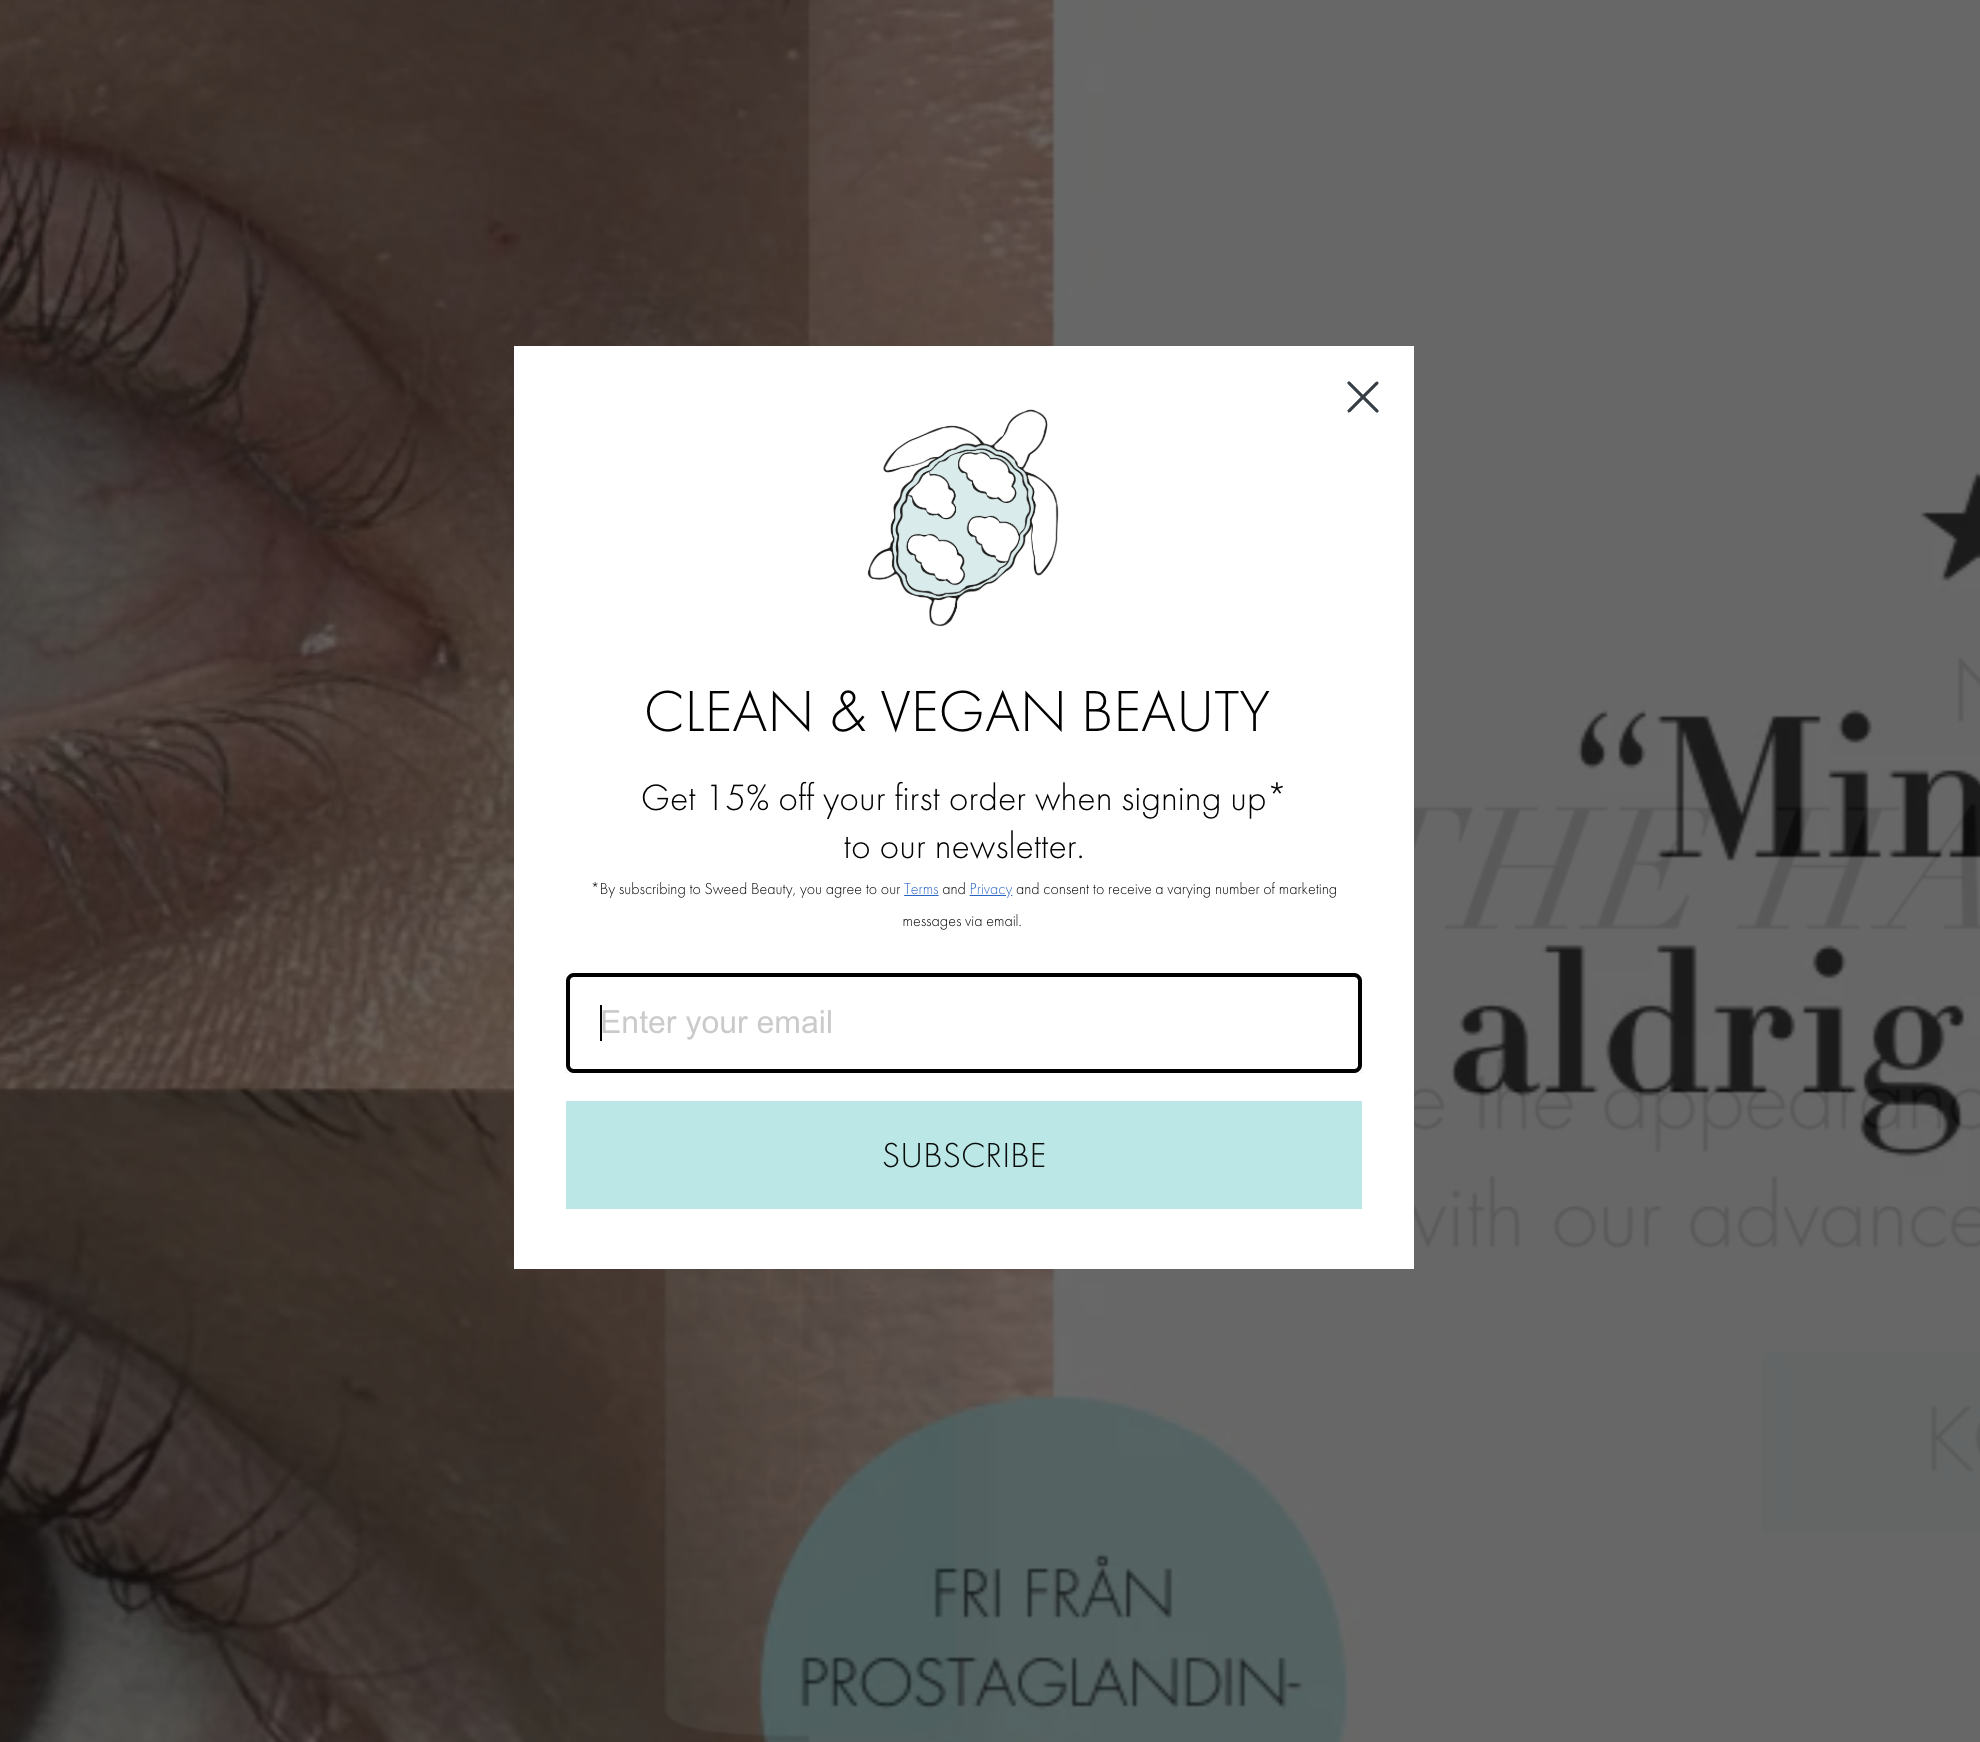 CLEAN & VEGAN BEAUTY
Get 15% off your first order when signing up*
to our newsletter.
*By subscribing to Sweed Beauty, you agree to our Terms and Privacy and consent to receive a varying number of marketing
messages via email.
Enter your email
SUBSCRIBE
“Min
THE HA
aldrig
the appearanc
with our advance
FRI FRÅN
PROSTAGLANDIN-